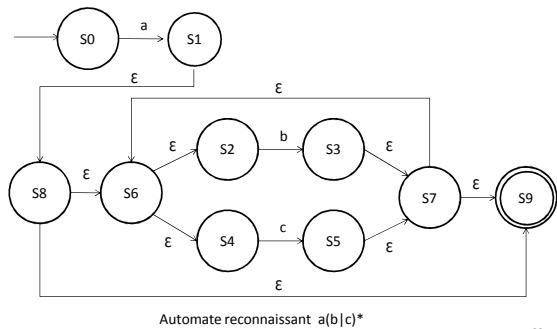 S0 a S1
ε
ε
S2 b S3
ε ε
S8 ε S6 S7 ε S9
ε ε
S4 c S5
ε
Automate reconnaissant a(b|c)*